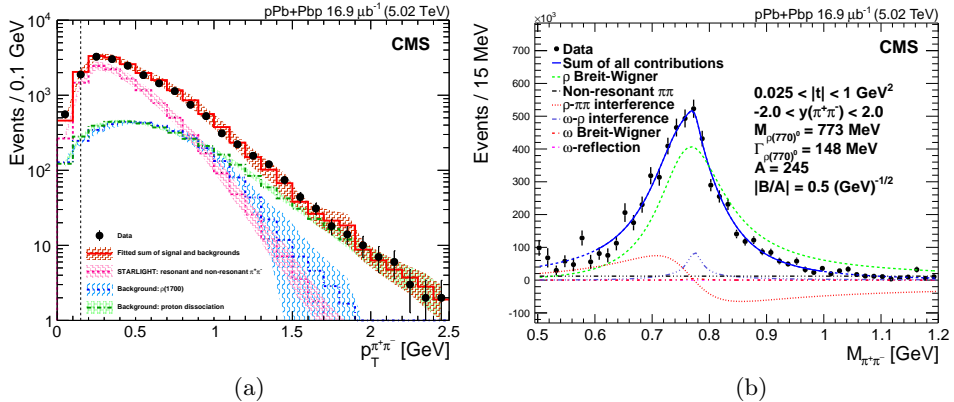 pPb+Pbp 16.9 μb⁻¹ (5.02 TeV)
CMS
Events / 0.1 GeV
10⁴
10³
10²
10
1
Data
Fitted sum of signal and backgrounds
STARLIGHT: resonant and non-resonant π⁺π⁻
Background: ρ(1700)
Background: proton dissociation
0 0.5 1.0 1.5 2.0 2.5
p_T^{π⁺π⁻} [GeV]
(a)
pPb+Pbp 16.9 μb⁻¹ (5.02 TeV)
×10³
CMS
Events / 15 MeV
700
600
500
400
300
200
100
0
-100
Data
Sum of all contributions
ρ Breit-Wigner
Non-resonant ππ
ρ-ππ interference
ω-ρ interference
ω Breit-Wigner
ω-reflection
0.025 < |t| < 1 GeV²
-2.0 < y(π⁺π⁻) < 2.0
M_{ρ(770)⁰} = 773 MeV
Γ_{ρ(770)⁰} = 148 MeV
A = 245
|B/A| = 0.5 (GeV)^{-1/2}
0.5 0.6 0.7 0.8 0.9 1 1.1 1.2
M_{π⁺π⁻} [GeV]
(b)